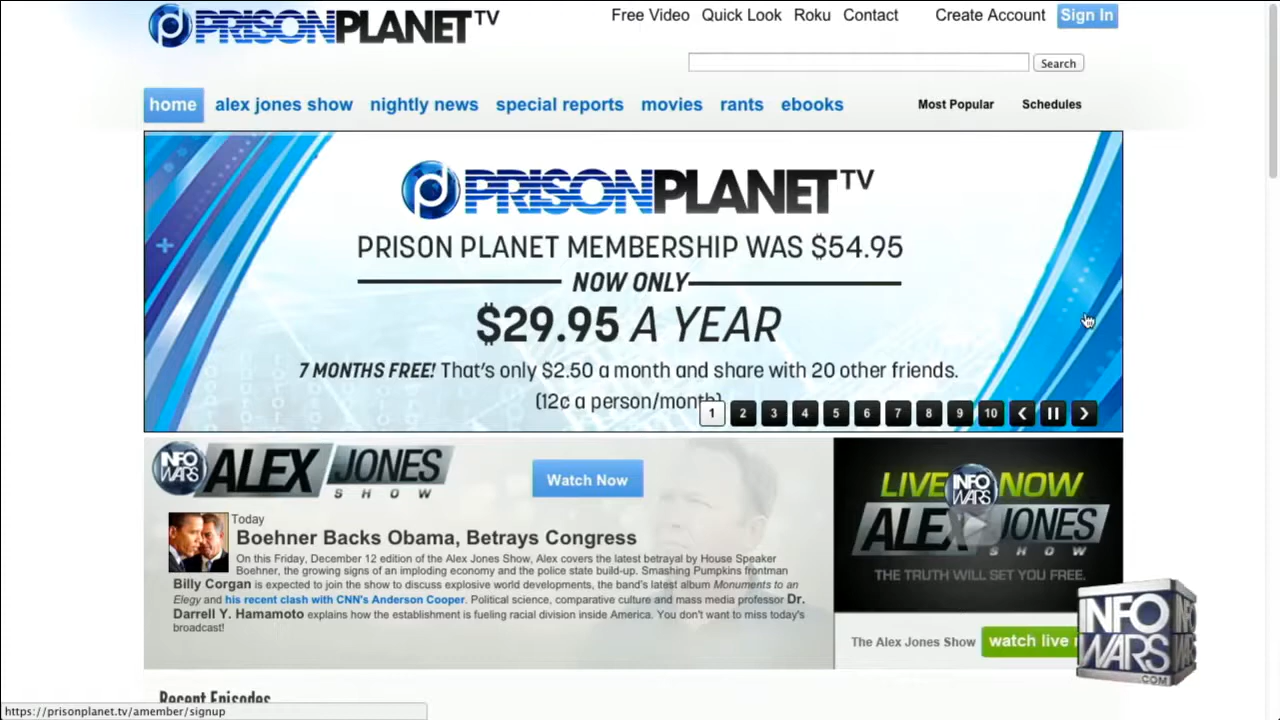 PRISONPLANET TV
Free Video Quick Look Roku Contact Create Account Sign In
Search
home alex jones show nightly news special reports movies rants ebooks Most Popular Schedules
PRISONPLANET TV
PRISON PLANET MEMBERSHIP WAS $54.95
NOW ONLY
$29.95 A YEAR
7 MONTHS FREE! That's only $2.50 a month and share with 20 other friends.
(12¢ a person/month)
1 2 3 4 5 6 7 8 9 10
INFO WARS ALEX JONES SHOW
Watch Now
Today
Boehner Backs Obama, Betrays Congress
On this Friday, December 12 edition of the Alex Jones Show, Alex covers the latest betrayal by House Speaker
Boehner, the growing signs of an imploding economy and the police state build-up. Smashing Pumpkins frontman
Billy Corgan is expected to join the show to discuss explosive world developments, the band's latest album Monuments to an
Elegy and his recent clash with CNN's Anderson Cooper. Political science, comparative culture and mass media professor Dr.
Darrell Y. Hamamoto explains how the establishment is fueling racial division inside America. You don't want to miss today's
broadcast!
LIVE INFO WARS NOW
ALEX JONES
SHOW
THE TRUTH WILL SET YOU FREE.
The Alex Jones Show watch live
INFO
WARS
.COM
Recent Episodes
https://prisonplanet.tv/amember/signup